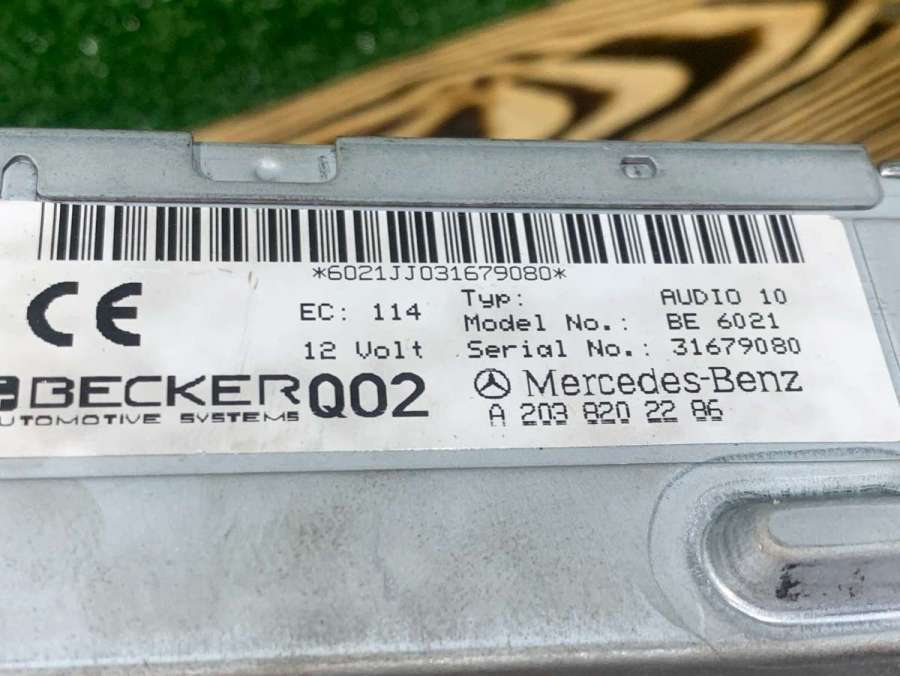 *6021JJ031679080*
CE
EC: 114
12 Volt
Typ: AUDIO 10
Model No.: BE 6021
Serial No.: 31679080
BECKER Q02
AUTOMOTIVE SYSTEMS
Mercedes-Benz
A 203 820 22 86